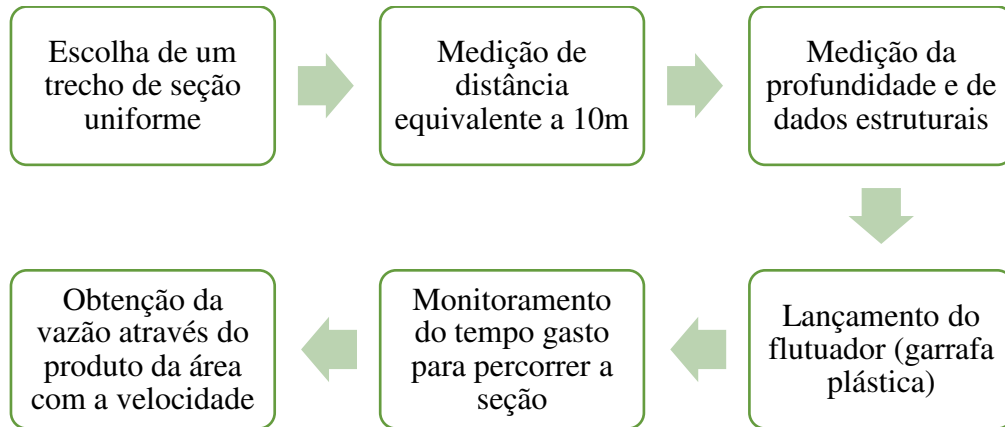 Escolha de um
trecho de seção
uniforme
Medição de
distância
equivalente a 10m
Medição da
profundidade e de
dados estruturais
Lançamento do
flutuador (garrafa
plástica)
Monitoramento
do tempo gasto
para percorrer a
seção
Obtenção da
vazão através do
produto da área
com a velocidade